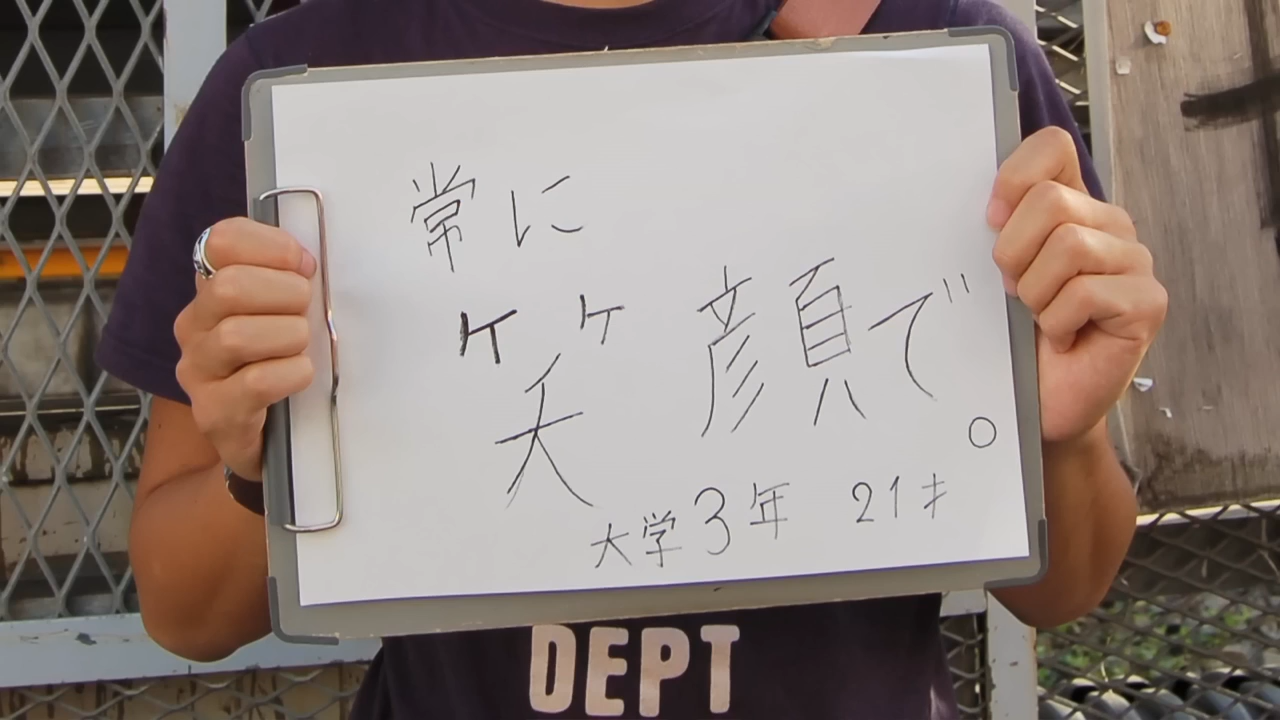 常に
笑顔で。
大学3年 21才
DEPT